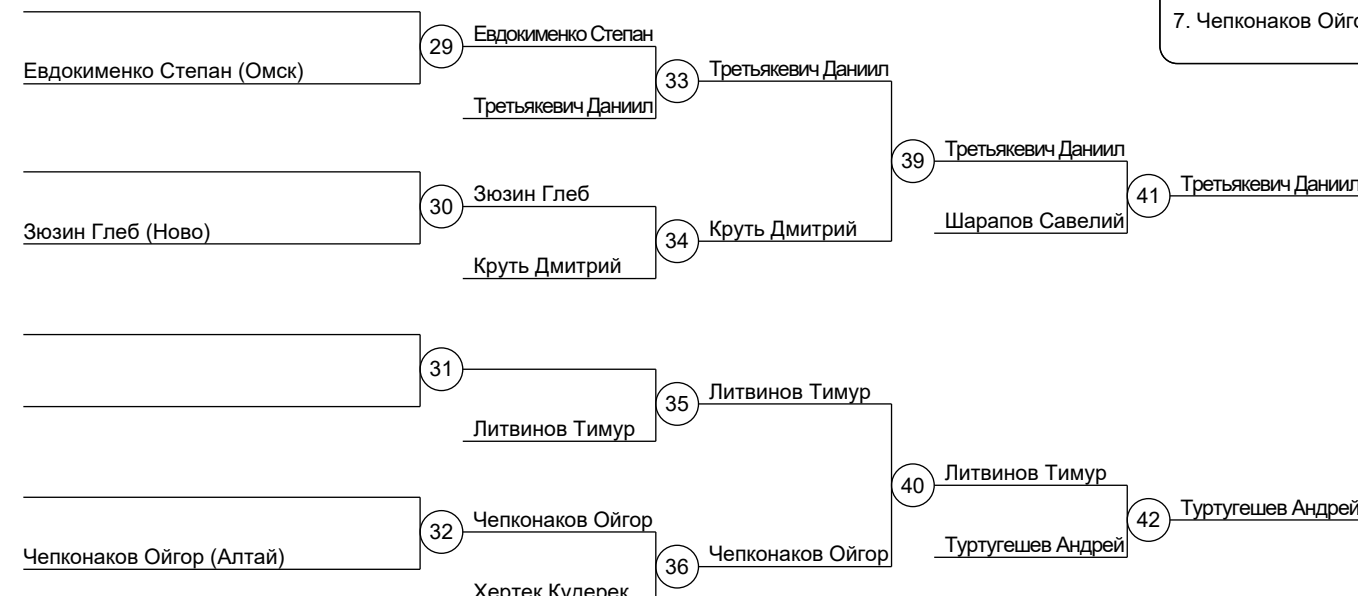 7. Чепконаков
29
Евдокименко Степан
Евдокименко Степан (Омск)
33
Третьякевич Даниил
Третьякевич Даниил
39
Третьякевич Даниил
41
Третьякевич Даниил
30
Зюзин Глеб
Зюзин Глеб (Ново)
Шарапов Савелий
34
Круть Дмитрий
Круть Дмитрий
31
35
Литвинов Тимур
Литвинов Тимур
40
Литвинов Тимур
42
Туртугешев Андрей
32
Чепконаков Ойгор
Туртугешев Андрей
Чепконаков Ойгор (Алтай)
36
Чепконаков Ойгор
Хертек Кудерек